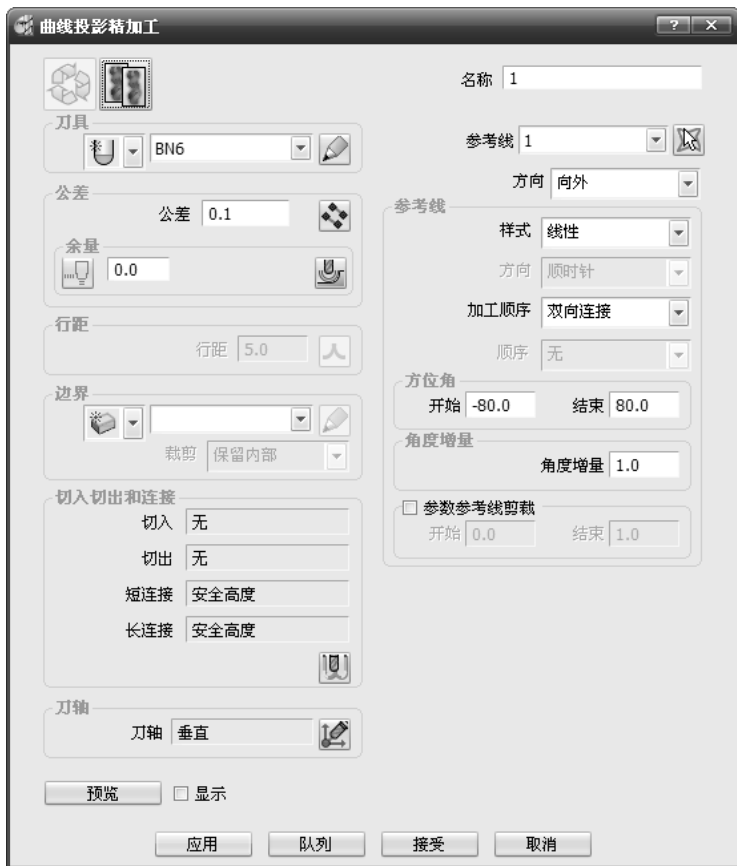 曲线投影精加工
名称 1
刀具
BN6
参考线 1
方向 向外
公差
公差 0.1
余量
0.0
参考线
样式 线性
方向 顺时针
加工顺序 双向连接
顺序 无
行距
行距 5.0
方位角
开始 -80.0 结束 80.0
边界
裁剪 保留内部
角度增量
角度增量 1.0
切入切出和连接
切入 无
切出 无
短连接 安全高度
长连接 安全高度
参数参考线剪裁
开始 0.0 结束 1.0
刀轴
刀轴 垂直
预览 显示
应用 队列 接受 取消